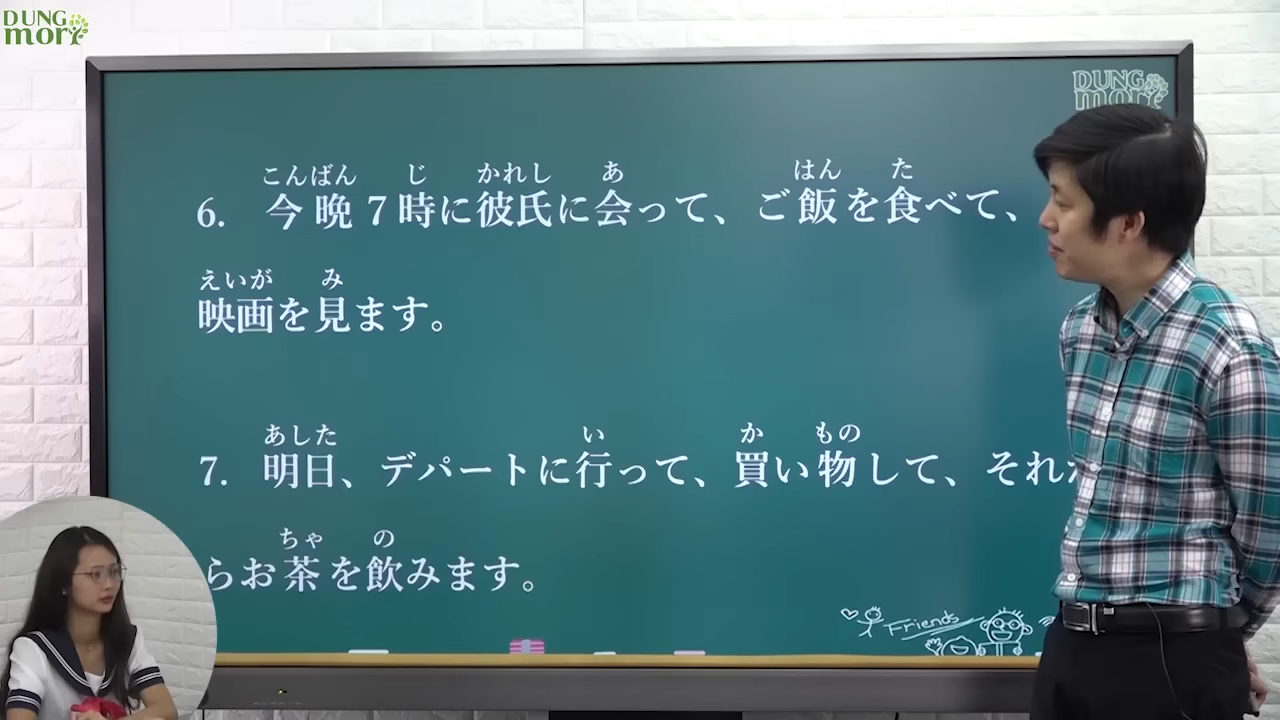 DUNG
mori
DUNG
mori
こんばん じ かれし あ はん た
6. 今晩7時に彼氏に会って、ご飯を食べて、
えいが み
映画を見ます。
あした い か もの
7. 明日、デパートに行って、買い物して、それ
ちゃ の
らお茶を飲みます。
Friends